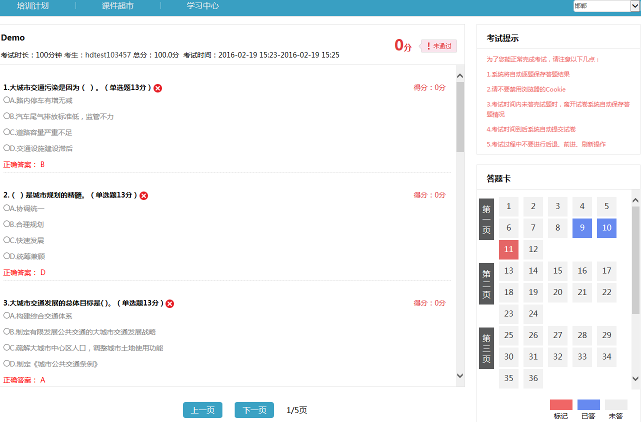 培训计划 课件超市 学习中心
邯郸
Demo
0分 ! 未通过
考试时长：100分钟 考生：hdtest103457 总分：100.0分 考试时间：2016-02-19 15:23-2016-02-19 15:25
1.大城市交通污染是因为（ ）。（单选题13分） 得分：0分
A.路内停车有增无减
B.汽车尾气排放标准低，监管不力
C.道路容量严重不足
D.交通设施建设滞后
正确答案： B
2.（ ）是城市规划的精髓。（单选题13分） 得分：0分
A.协调统一
B.合理规划
C.快速发展
D.统筹兼顾
正确答案： D
3.大城市交通发展的总体目标是( )。（单选题13分） 得分：0分
A.构建综合交通体系
B.制定有限发展公共交通的大城市交通发展战略
C.疏解大城市中心区人口，调整城市土地使用功能
D.制定《城市公共交通条例》
正确答案： A
上一页 下一页 1/5页
考试提示
为了您能正常完成考试，请注意以下几点：
1.系统将自动底题保存答题结果
2.请不要禁用浏览器的Cookie
3.考试时间内未答完试题时，离开试卷系统自动保存答
题情况
4.考试时间到后系统自动提交试卷
5.考试过程中不要进行后退、前进、刷新操作
答题卡
第一页
1 2 3 4 5
6 7 8 9 10
11 12
第二页
13 14 15 16 17
18 19 20 21 22
23 24
第三页
25 26 27 28 29
30 31 32 33 34
35 36
标记 已答 未答